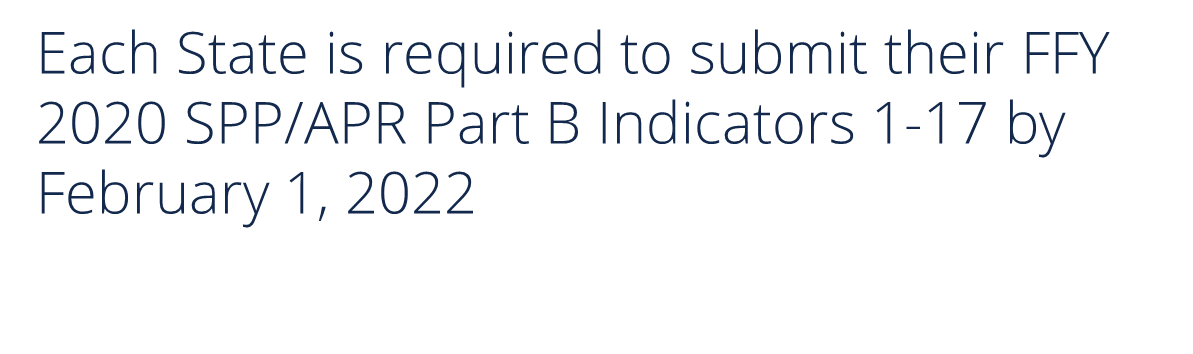 Each State is required to submit their FFY
2020 SPP/APR Part B Indicators 1-17 by
February 1, 2022